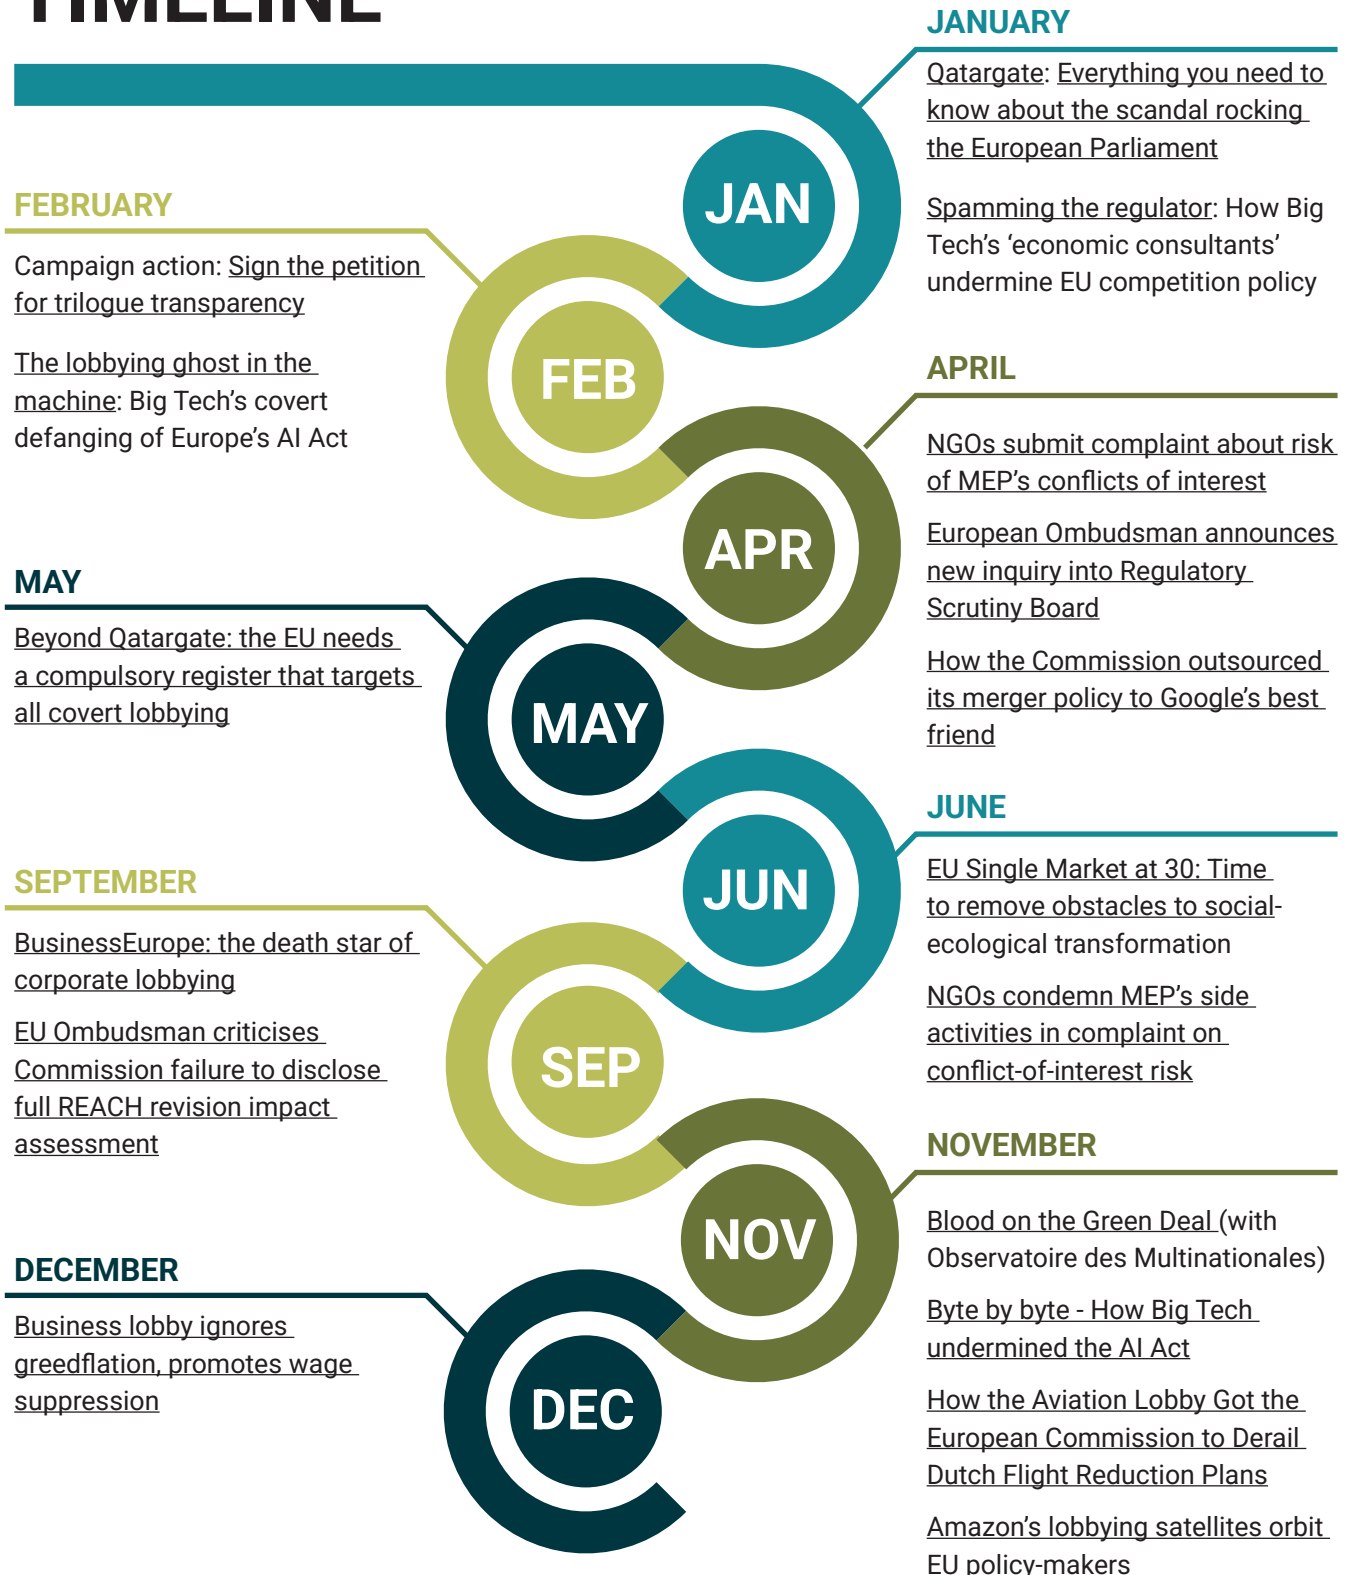 TIMELINE
JANUARY
Qatargate: Everything you need to
know about the scandal rocking
the European Parliament
Spamming the regulator: How Big
Tech’s ‘economic consultants’
undermine EU competition policy
JAN
FEBRUARY
Campaign action: Sign the petition
for trilogue transparency
The lobbying ghost in the
machine: Big Tech’s covert
defanging of Europe’s AI Act
FEB
APRIL
NGOs submit complaint about risk
of MEP’s conflicts of interest
European Ombudsman announces
new inquiry into Regulatory
Scrutiny Board
How the Commission outsourced
its merger policy to Google’s best
friend
APR
MAY
Beyond Qatargate: the EU needs
a compulsory register that targets
all covert lobbying
MAY
JUNE
EU Single Market at 30: Time
to remove obstacles to social-
ecological transformation
NGOs condemn MEP’s side
activities in complaint on
conflict-of-interest risk
JUN
SEPTEMBER
BusinessEurope: the death star of
corporate lobbying
EU Ombudsman criticises
Commission failure to disclose
full REACH revision impact
assessment
SEP
NOVEMBER
Blood on the Green Deal (with
Observatoire des Multinationales)
Byte by byte - How Big Tech
undermined the AI Act
How the Aviation Lobby Got the
European Commission to Derail
Dutch Flight Reduction Plans
Amazon’s lobbying satellites orbit
EU policy-makers
NOV
DECEMBER
Business lobby ignores
greedflation, promotes wage
suppression
DEC